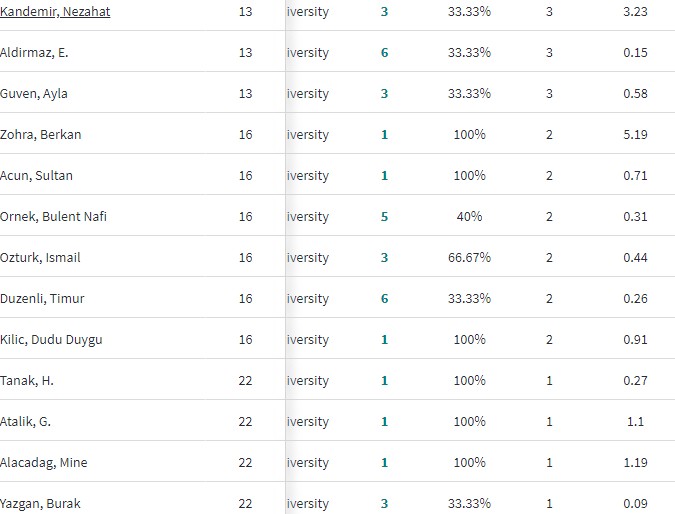 Kandemir, Nezahat 13 iversity 3 33.33% 3 3.23
Aldirmaz, E. 13 iversity 6 33.33% 3 0.15
Guven, Ayla 13 iversity 3 33.33% 3 0.58
Zohra, Berkan 16 iversity 1 100% 2 5.19
Acun, Sultan 16 iversity 1 100% 2 0.71
Ornek, Bulent Nafi 16 iversity 5 40% 2 0.31
Ozturk, Ismail 16 iversity 3 66.67% 2 0.44
Duzenli, Timur 16 iversity 6 33.33% 2 0.26
Kilic, Dudu Duygu 16 iversity 1 100% 2 0.91
Tanak, H. 22 iversity 1 100% 1 0.27
Atalik, G. 22 iversity 1 100% 1 1.1
Alacadag, Mine 22 iversity 1 100% 1 1.19
Yazgan, Burak 22 iversity 3 33.33% 1 0.09